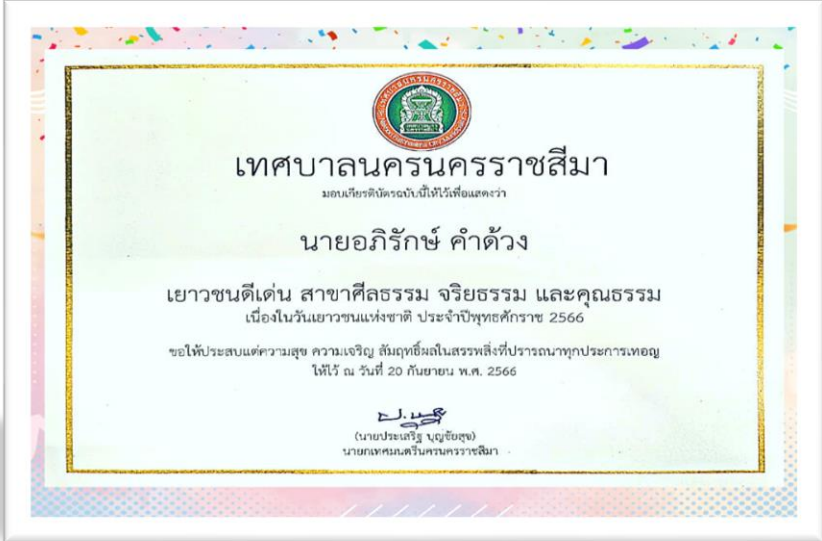 เทศบาลนครนครราชสีมา
มอบเกียรติบัตรฉบับนี้ให้ไว้เพื่อแสดงว่า
นายอภิรักษ์ คำด้วง
เยาวชนดีเด่น สาขาศีลธรรม จริยธรรม และคุณธรรม
เนื่องในวันเยาวชนแห่งชาติ ประจำปีพุทธศักราช 2566
ขอให้ประสบแต่ความสุข ความเจริญ สัมฤทธิ์ผลในสรรพสิ่งที่ปรารถนาทุกประการเทอญ
ให้ไว้ ณ วันที่ 20 กันยายน พ.ศ. 2566
(นายประเสริฐ บุญชัยสุข)
นายกเทศมนตรีนครนครราชสีมา